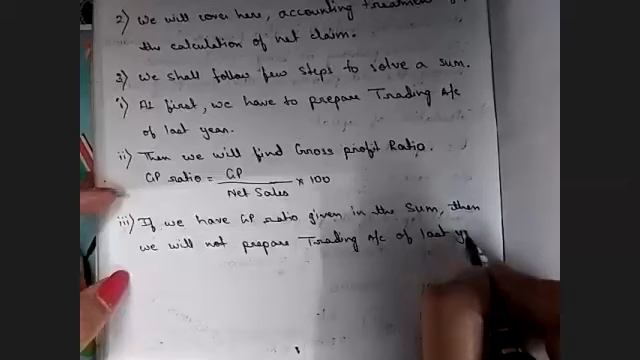 2) We will cover here, accounting treatment
the calculation of net claim.
3) We shall follow few steps to solve a sum.
i) At first, we have to prepare Trading A/c
of last year.
ii) Then we will find Gross profit Ratio.
GP ratio = GP / Net Sales × 100
iii) If we have GP ratio given in the sum, then
we will not prepare Trading A/c of last y